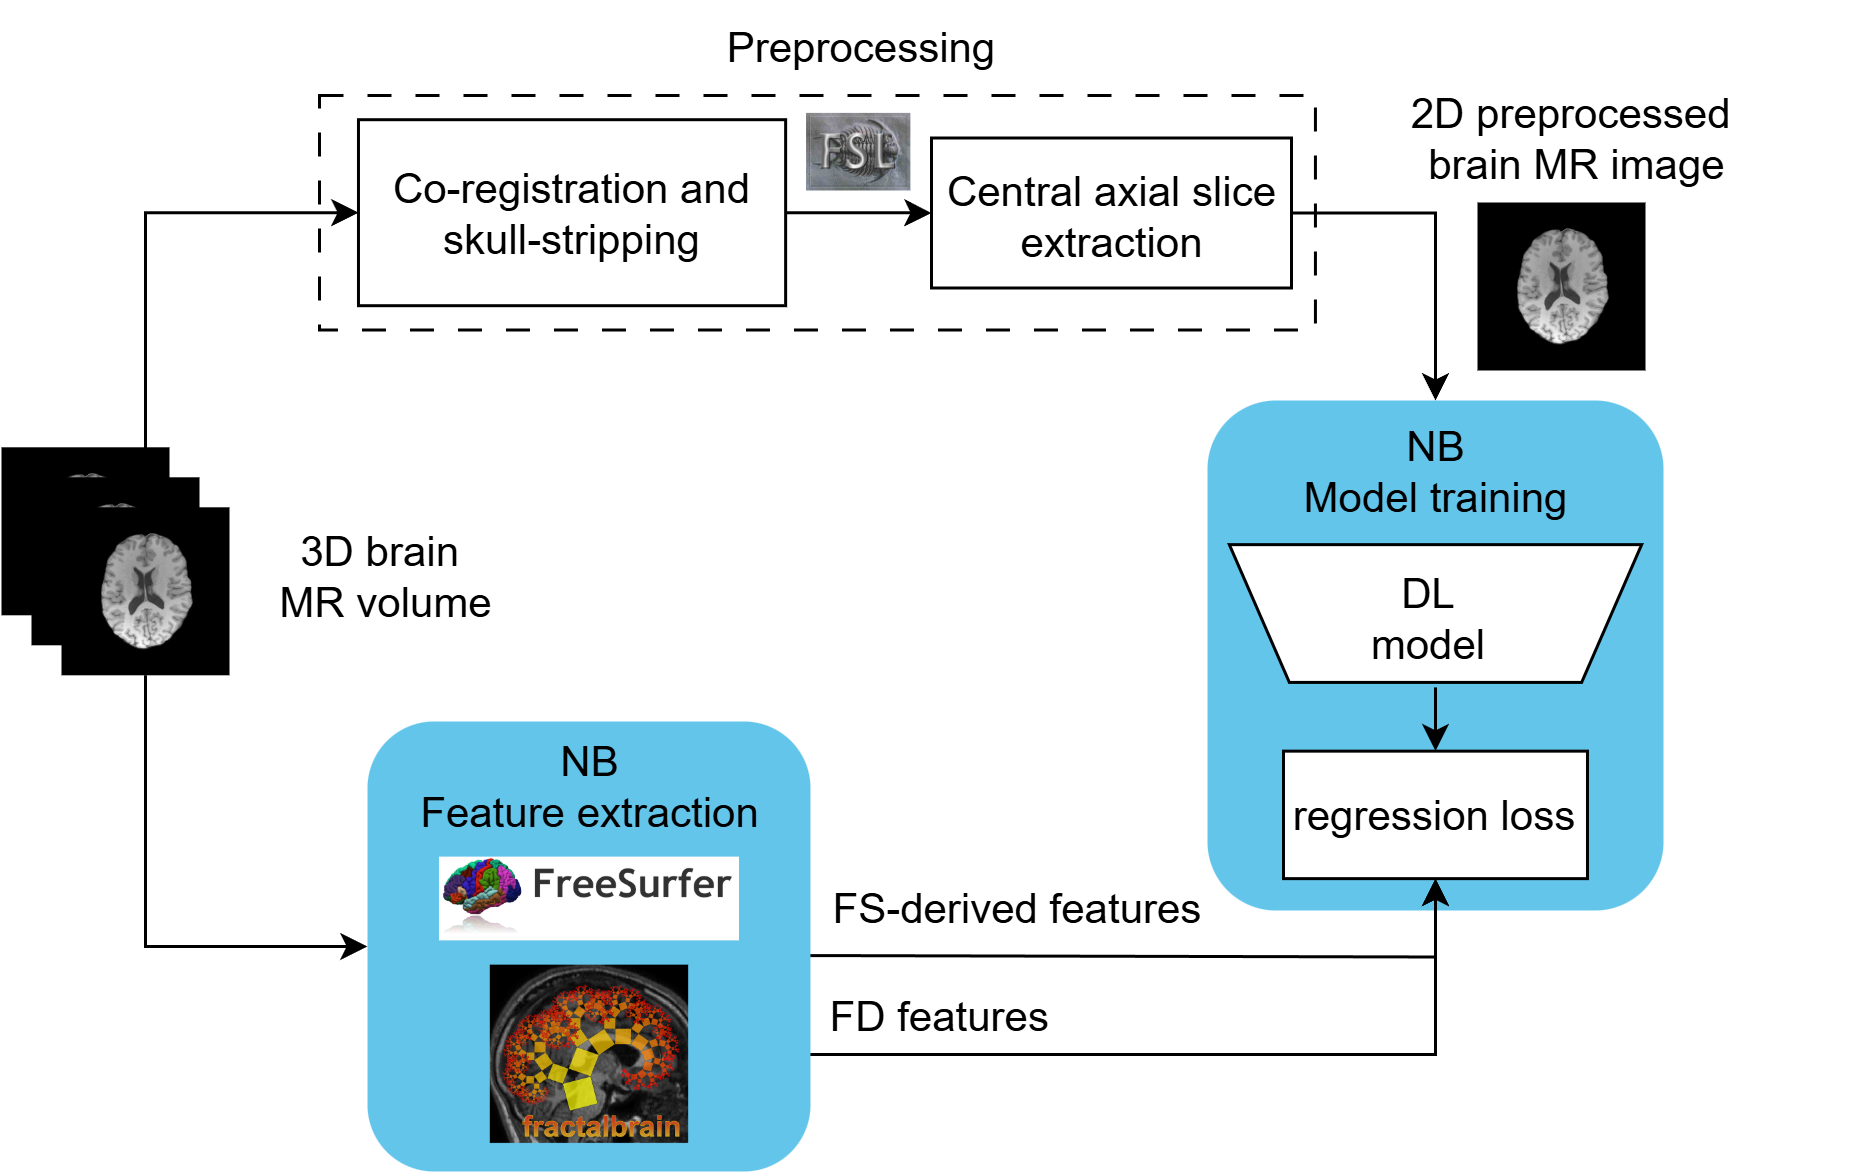 Preprocessing
Co-registration and
skull-stripping
FSL
Central axial slice
extraction
2D preprocessed
brain MR image
3D brain
MR volume
NB
Model training
DL
model
regression loss
NB
Feature extraction
FreeSurfer
fractalbrain
FS-derived features
FD features